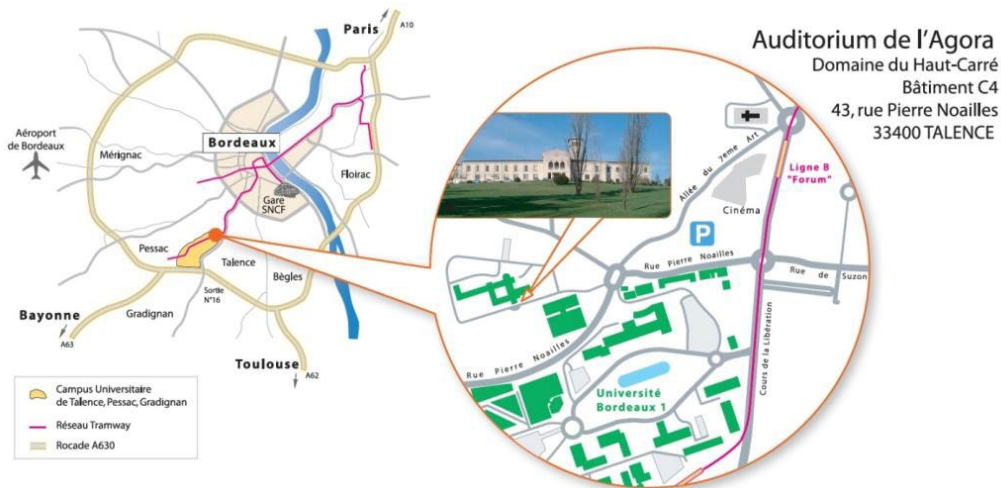 Paris
A10
Aéroport
de Bordeaux
Mérignac
Bordeaux
Floirac
Gare
SNCF
Pessac
Talence
Bègles
Sortie
N°16
Bayonne
Gradignan
A63
Toulouse
A62
Campus Universitaire
de Talence, Pessac, Gradignan
Réseau Tramway
Rocade A630
Auditorium de l'Agora
Domaine du Haut-Carré
Bâtiment C4
43, rue Pierre Noailles
33400 TALENCE
Allée du 7eme Art
Ligne B
"Forum"
Cinéma
P
Rue Pierre Noailles
Rue de Suzon
Cours de la Libération
Rue Pierre Noailles
Université
Bordeaux 1